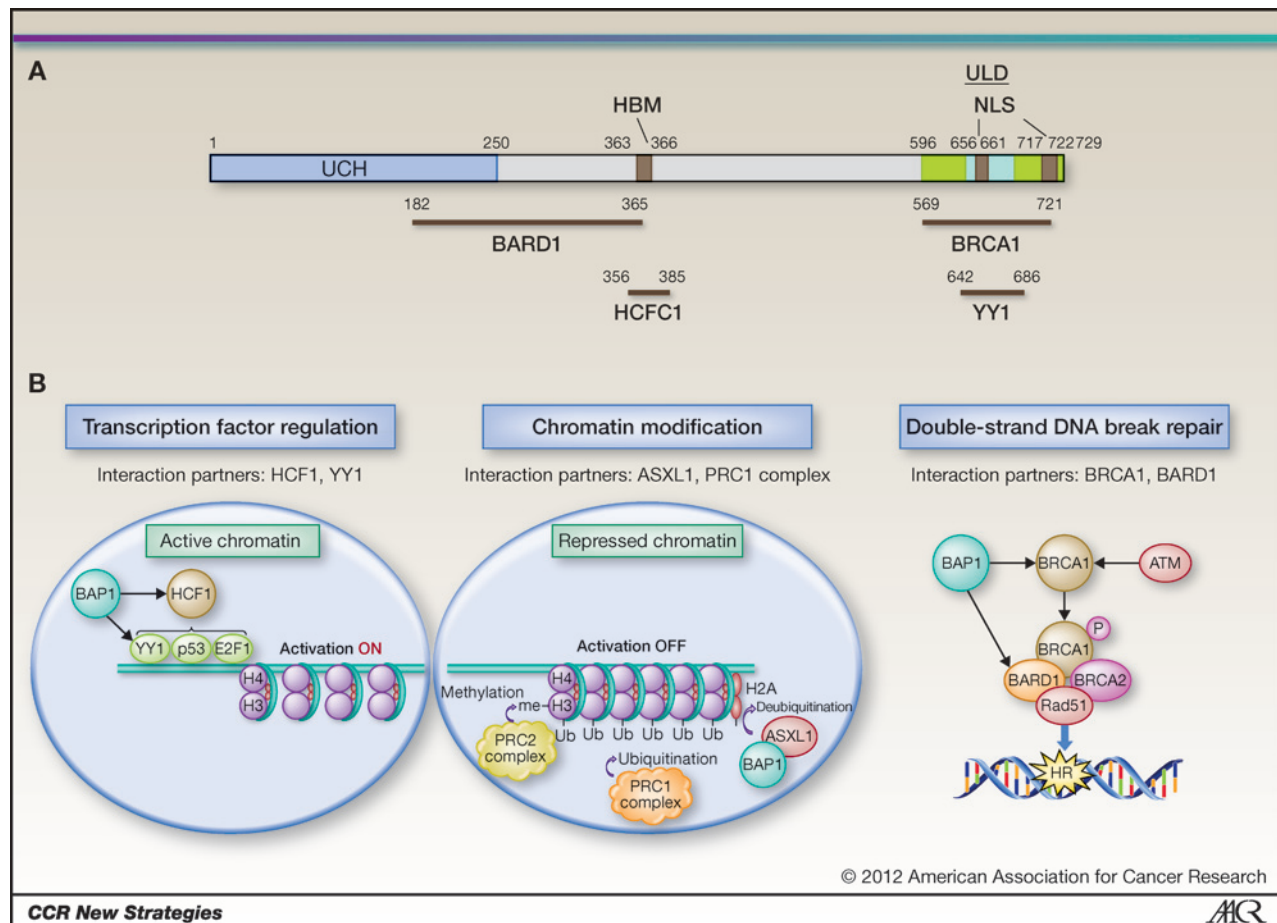 A
ULD
HBM
NLS
1
250
363
366
596
656
661
717
722
729
UCH
182
365
569
721
BARD1
BRCA1
356
385
642
686
HCFC1
YY1
B
Transcription factor regulation
Interaction partners: HCF1, YY1
Active chromatin
BAP1
HCF1
YY1
p53
E2F1
Activation ON
H4
H3
Chromatin modification
Interaction partners: ASXL1, PRC1 complex
Repressed chromatin
Activation OFF
H4
H2A
Methylation
me
H3
Deubiquitination
Ub Ub Ub Ub Ub Ub
ASXL1
PRC2
complex
BAP1
Ubiquitination
PRC1
complex
Double-strand DNA break repair
Interaction partners: BRCA1, BARD1
BAP1
BRCA1
ATM
P
BRCA1
BARD1
BRCA2
Rad51
HR
© 2012 American Association for Cancer Research
CCR New Strategies
AACR